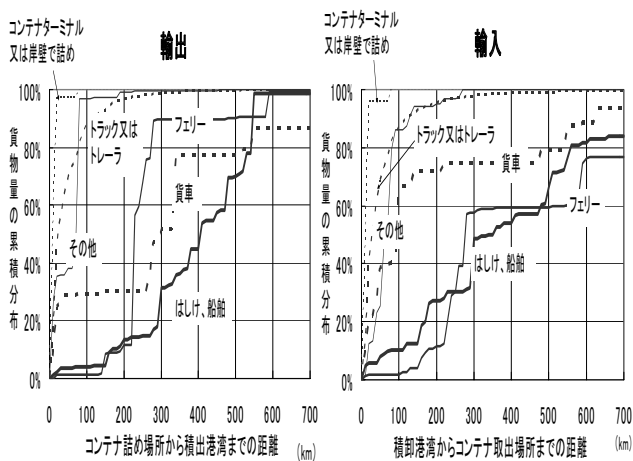 コンテナターミナル
又は岸壁で詰め
輸出
100%
80%
60%
40%
20%
0%
貨物量の累積分布
トラック又は
トレーラ
フェリー
貨車
その他
はしけ、船舶
0 100 200 300 400 500 600 700
コンテナ詰め場所から積出港湾までの距離 (km)
コンテナターミナル
又は岸壁で詰め
輸入
100%
80%
60%
40%
20%
0%
貨物量の累積分布
トラック又はトレーラ
貨車
フェリー
その他
はしけ、船舶
0 100 200 300 400 500 600 700
積卸港湾からコンテナ取出場所までの距離 (km)